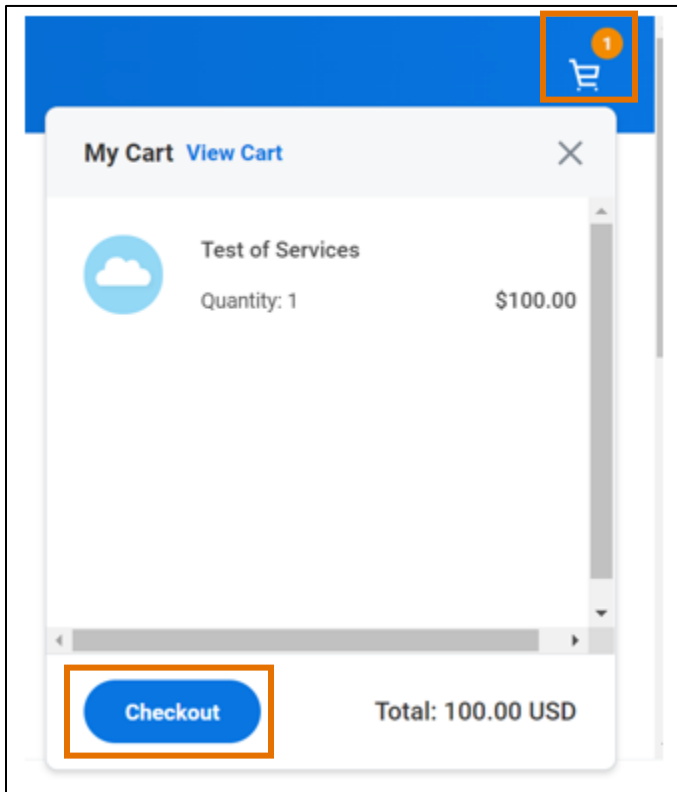 1
My Cart View Cart
Test of Services
Quantity: 1 $100.00
Checkout Total: 100.00 USD